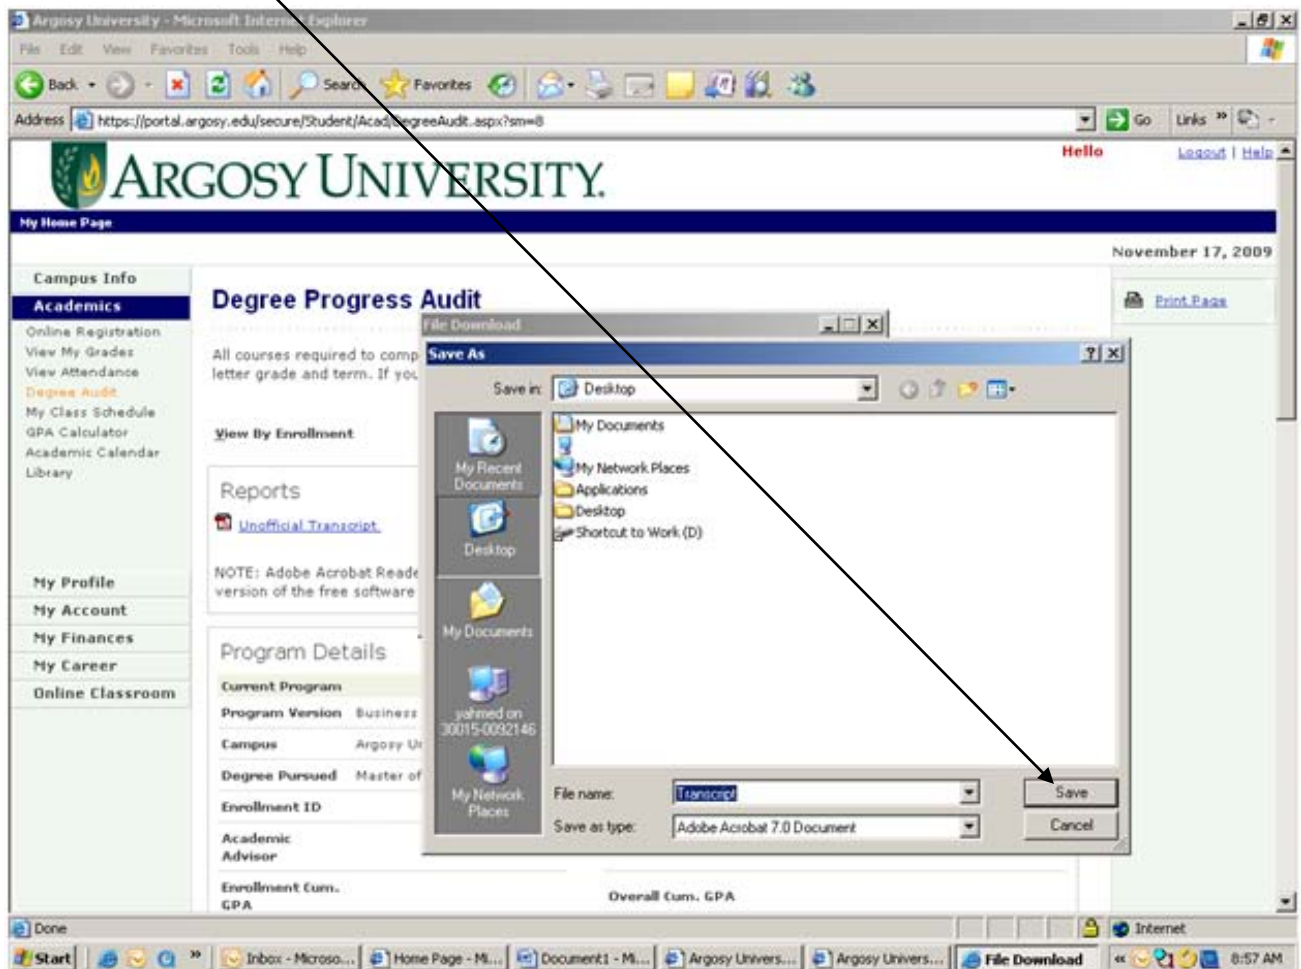 Argosy University - Microsoft Internet Explorer
File Edit View Favorites Tools Help
Back Search Favorites
Address https://portal.argosy.edu/secure/Student/Acad/DegreeAudit.aspx?sm=8 Go Links »
ARGOSY UNIVERSITY.
Hello Logout | Help
My Home Page
November 17, 2009
Campus Info
Academics
Online Registration
View My Grades
View Attendance
Degree Audit
My Class Schedule
GPA Calculator
Academic Calendar
Library
My Profile
My Account
My Finances
My Career
Online Classroom
Degree Progress Audit
Print Page
All courses required to comp
letter grade and term. If you
View By Enrollment
Reports
Unofficial Transcript
NOTE: Adobe Acrobat Reade
version of the free software
Program Details
Current Program
Program Version Business
Campus Argosy Un
Degree Pursued Master of
Enrollment ID
Academic
Advisor
Enrollment Cum.
GPA
Overall Cum. GPA
File Download
Save As
Save in: Desktop
My Recent
Documents
Desktop
My Documents
yahmed on
30015-0092146
My Network
Places
My Documents
My Network Places
Applications
Desktop
Shortcut to Work (D)
File name: Transcript Save
Save as type: Adobe Acrobat 7.0 Document Cancel
Done Internet
Start » Inbox - Microso... Home Page - Mi... Document1 - Mi... Argosy Univers... Argosy Univers... File Download « 8:57 AM